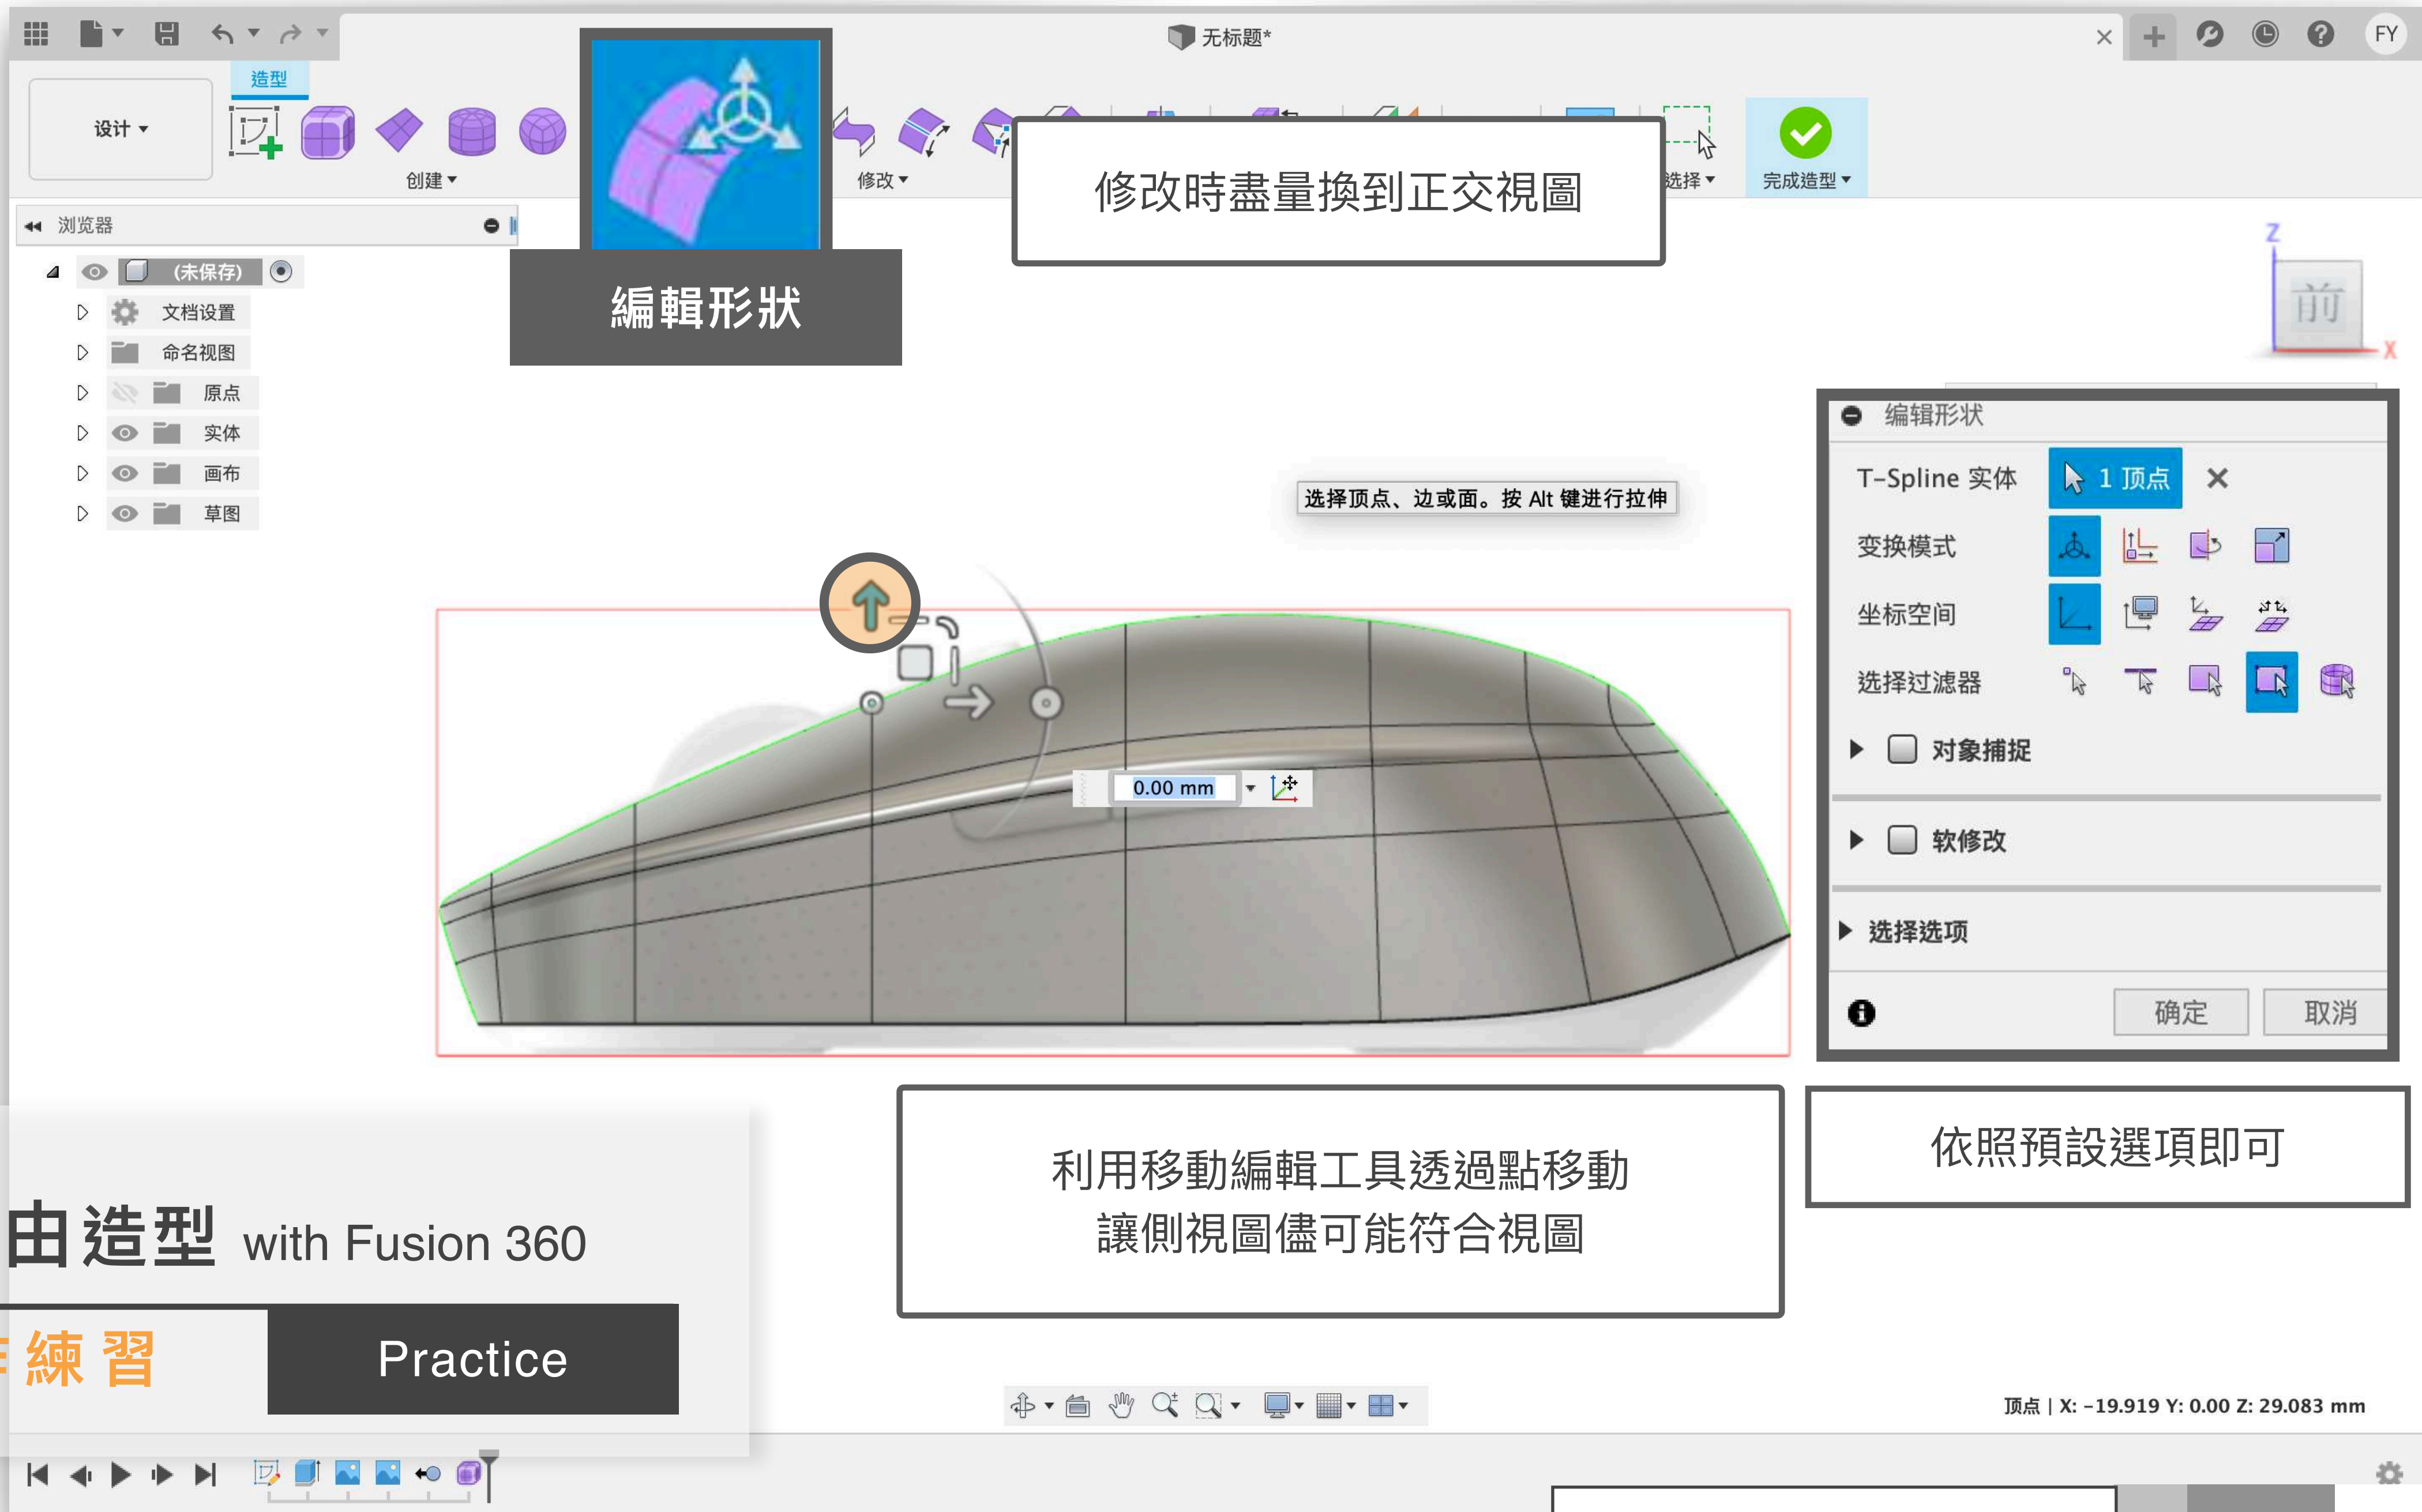 无标题*
FY
造型
设计
创建
修改
选择
完成造型
修改時盡量換到正交視圖
編輯形狀
浏览器
(未保存)
文档设置
命名视图
原点
实体
画布
草图
Z
前
X
选择顶点、边或面。按 Alt 键进行拉伸
编辑形状
T-Spline 实体
1 顶点
变换模式
坐标空间
选择过滤器
对象捕捉
软修改
选择选项
确定
取消
0.00 mm
利用移動編輯工具透過點移動
讓側視圖儘可能符合視圖
依照預設選項即可
由造型 with Fusion 360
練習
Practice
顶点 | X: -19.919 Y: 0.00 Z: 29.083 mm